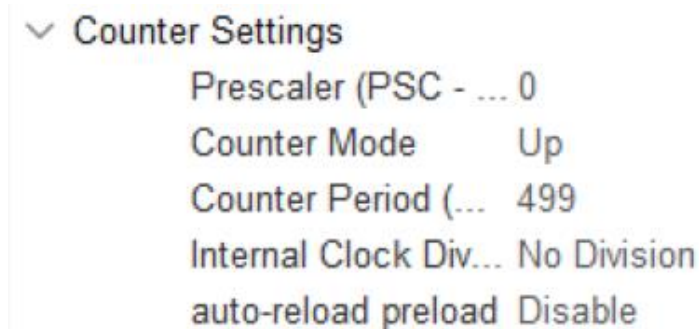 Counter Settings
Prescaler (PSC - ... 0
Counter Mode Up
Counter Period (... 499
Internal Clock Div... No Division
auto-reload preload Disable